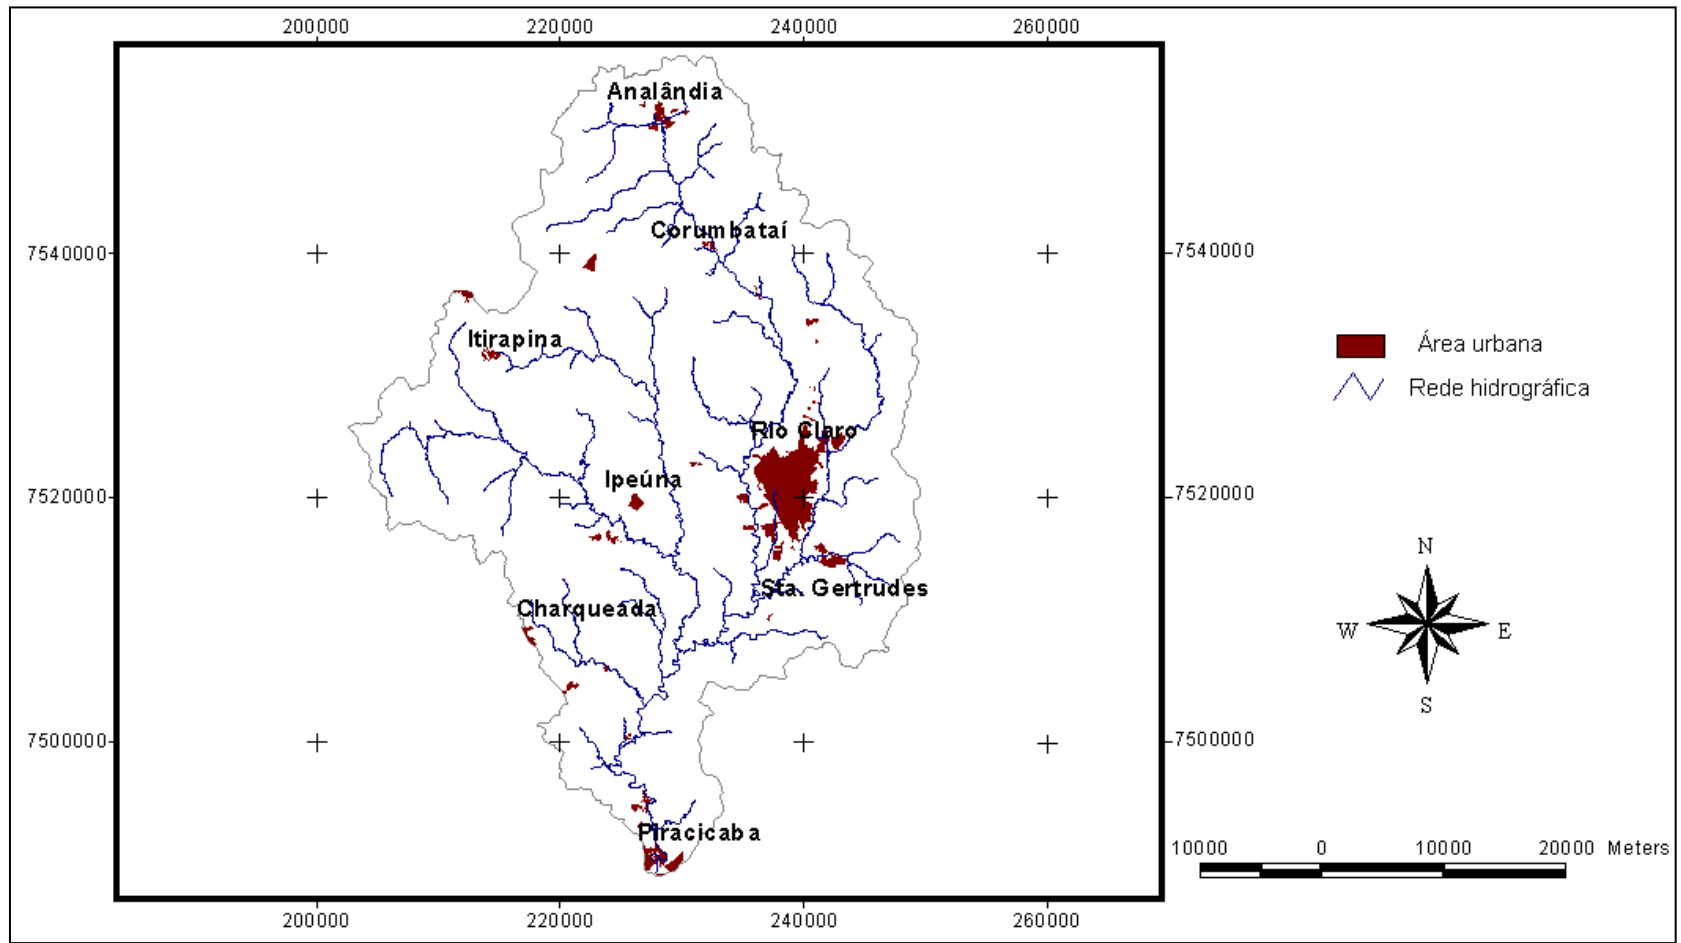 200000 220000 240000 260000
Analândia
Corumbataí
7540000 7540000
Itirapina
Área urbana
Rede hidrográfica
Rio Claro
Ipeúna
7520000 7520000
N
Sta. Gertrudes
Charqueada
W E
S
7500000 7500000
Piracicaba
10000 0 10000 20000 Meters
200000 220000 240000 260000